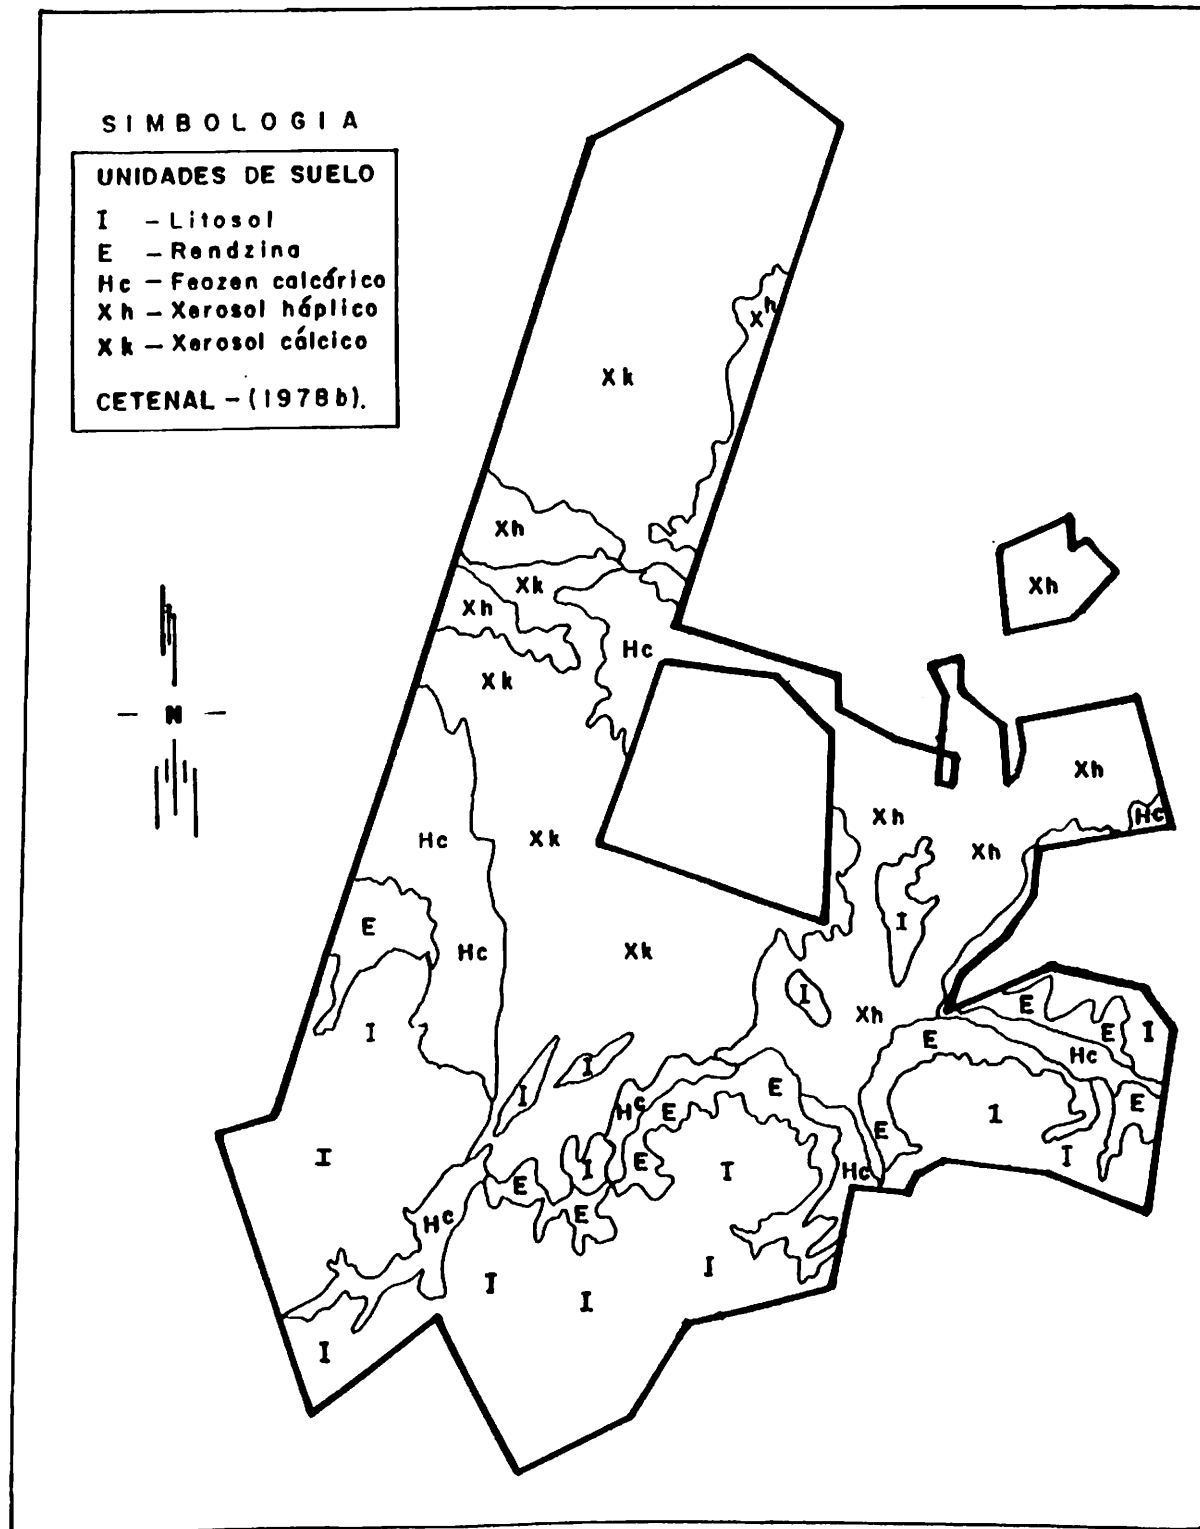 SIMBOLOGIA
UNIDADES DE SUELO
I - Litosol
E - Rendzina
Hc - Feozen calcárico
Xh - Xerosol háplico
Xk - Xerosol cálcico
CETENAL - (1978b).
Xh
Xk
Xh
Xk
Xh
Xh
Hc
Xk
N
Xh
Xh
Hc
Hc
Xk
Xh
I
E
Hc
Xk
I
Xh
E
E
I
I
E
Hc
I
I
Hc
E
E
E
1
E
I
I
E
E
I
Hc
I
Hc
E
I
I
I
I